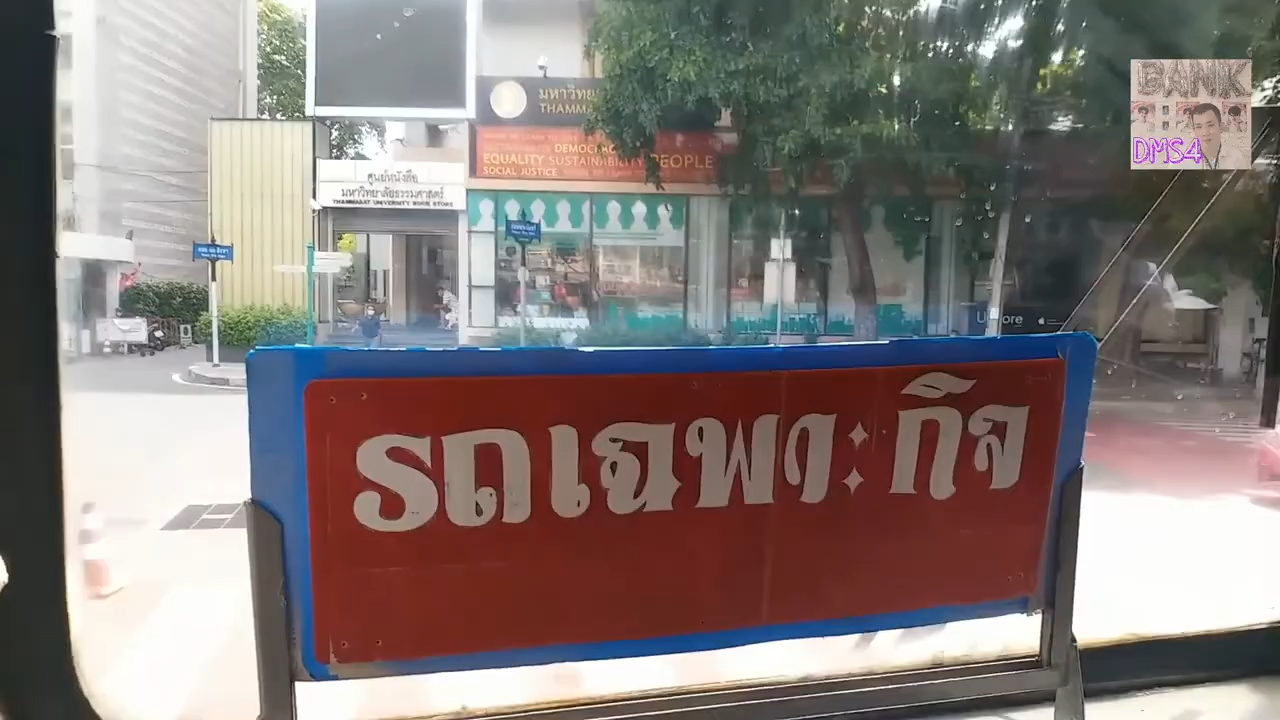 BANK
DMS4
มหาวิทย
THAMMA
DEMOCRAC
EQUALITY SUSTAINABILITY PEOPLE
SOCIAL JUSTICE
ศูนย์หนังสือ
มหาวิทยาลัยธรรมศาสตร์
THAMMASAT UNIVERSITY BOOK STORE
รถเฉพาะกิจ